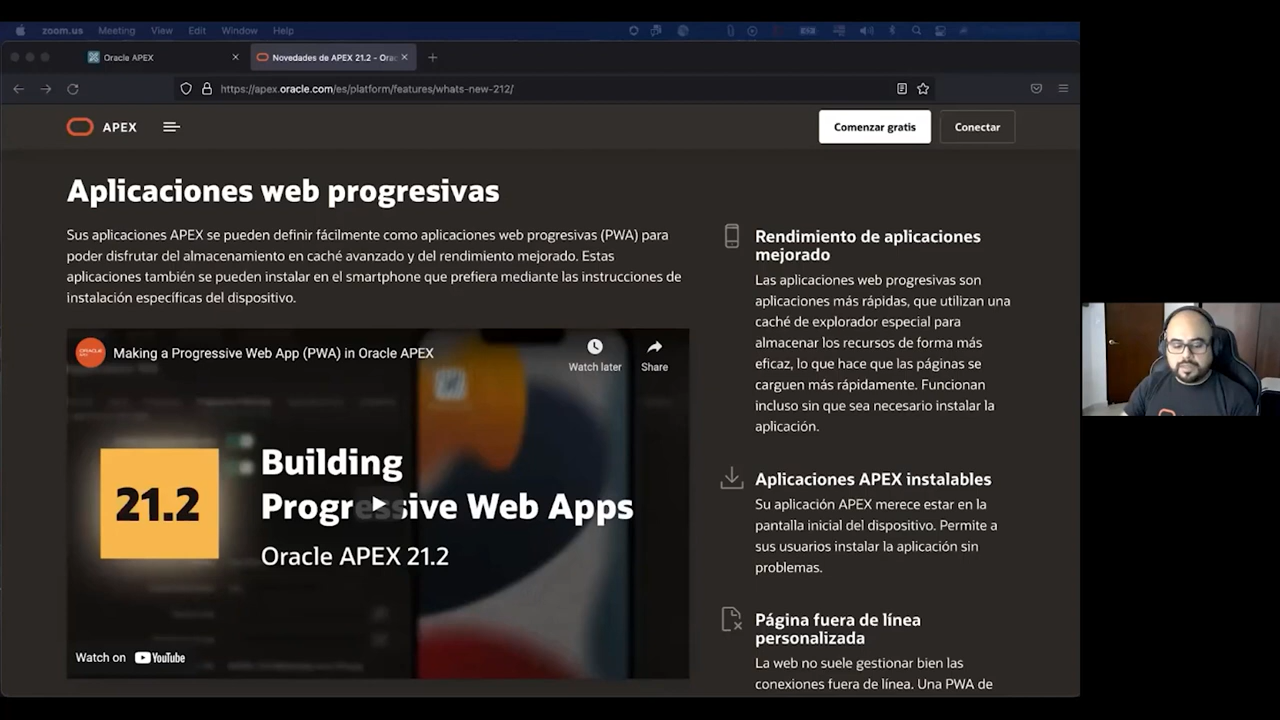 zoom.us Meeting View Edit Window Help
Oracle APEX
Novedades de APEX 21.2 - Orac
https://apex.oracle.com/es/platform/features/whats-new-212/
APEX
Comenzar gratis
Conectar
Aplicaciones web progresivas
Sus aplicaciones APEX se pueden definir fácilmente como aplicaciones web progresivas (PWA) para
poder disfrutar del almacenamiento en caché avanzado y del rendimiento mejorado. Estas
aplicaciones también se pueden instalar en el smartphone que prefiera mediante las instrucciones de
instalación específicas del dispositivo.
Making a Progressive Web App (PWA) in Oracle APEX
Watch later
Share
21.2
Building
Progressive Web Apps
Oracle APEX 21.2
Watch on YouTube
Rendimiento de aplicaciones
mejorado
Las aplicaciones web progresivas son
aplicaciones más rápidas, que utilizan una
caché de explorador especial para
almacenar los recursos de forma más
eficaz, lo que hace que las páginas se
carguen más rápidamente. Funcionan
incluso sin que sea necesario instalar la
aplicación.
Aplicaciones APEX instalables
Su aplicación APEX merece estar en la
pantalla inicial del dispositivo. Permite a
sus usuarios instalar la aplicación sin
problemas.
Página fuera de línea
personalizada
La web no suele gestionar bien las
conexiones fuera de línea. Una PWA de